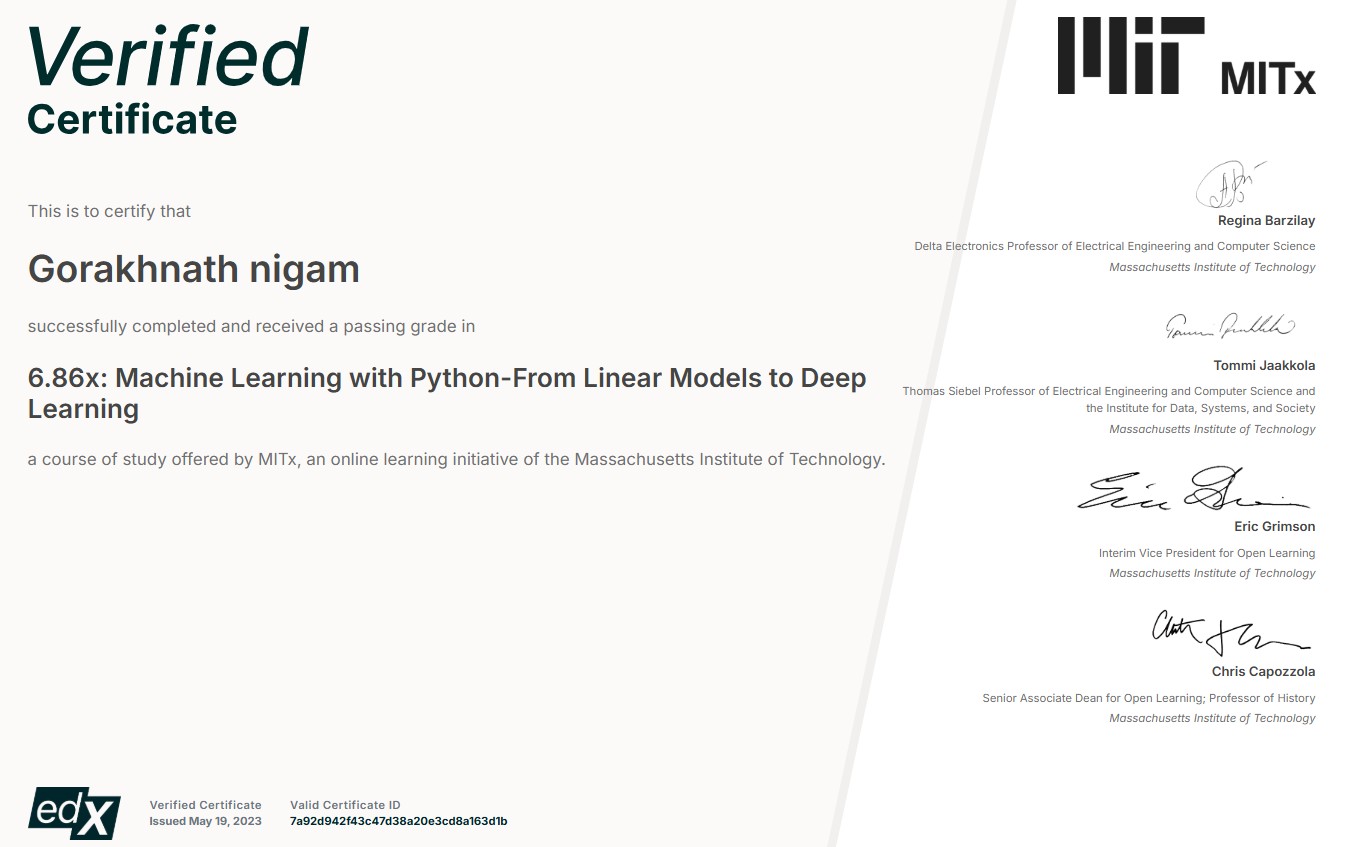 Verified
Certificate
This is to certify that
Gorakhnath nigam
successfully completed and received a passing grade in
6.86x: Machine Learning with Python-From Linear Models to Deep
Learning
a course of study offered by MITx, an online learning initiative of the Massachusetts Institute of Technology.
MIT MITx
Regina Barzilay
Delta Electronics Professor of Electrical Engineering and Computer Science
Massachusetts Institute of Technology
Tommi Jaakkola
Thomas Siebel Professor of Electrical Engineering and Computer Science and
the Institute for Data, Systems, and Society
Massachusetts Institute of Technology
Eric Grimson
Interim Vice President for Open Learning
Massachusetts Institute of Technology
Chris Capozzola
Senior Associate Dean for Open Learning; Professor of History
Massachusetts Institute of Technology
edX
Verified Certificate
Issued May 19, 2023
Valid Certificate ID
7a92d942f43c47d38a20e3cd8a163d1b